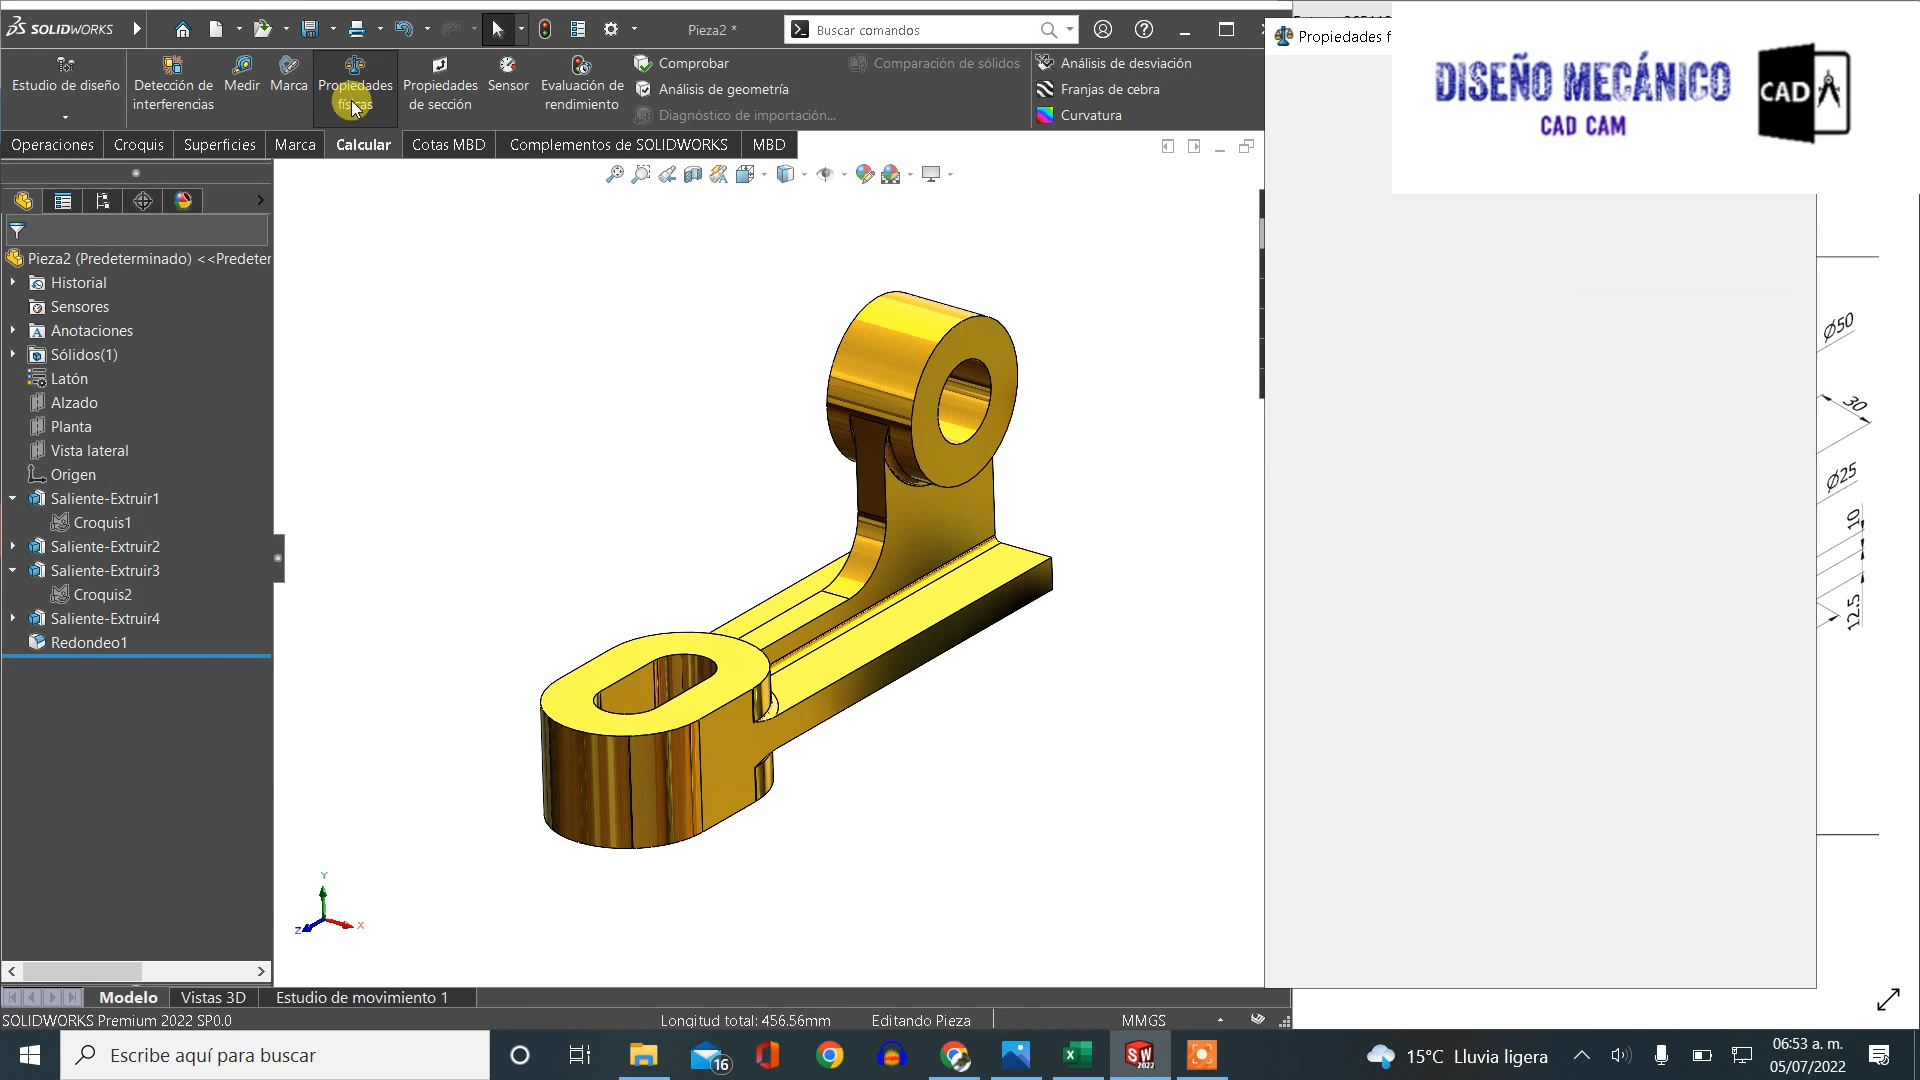 SOLIDWORKS
Pieza2 *
Buscar comandos
Propiedades f
DISEÑO MECÁNICO
CAD CAM
CAD
Estudio de diseño
Detección de
interferencias
Medir
Marca
Propiedades
físicas
Propiedades
de sección
Sensor
Evaluación de
rendimiento
Comprobar
Análisis de geometría
Diagnóstico de importación...
Comparación de sólidos
Análisis de desviación
Franjas de cebra
Curvatura
Operaciones
Croquis
Superficies
Marca
Calcular
Cotas MBD
Complementos de SOLIDWORKS
MBD
Pieza2 (Predeterminado) <<Predeter
Historial
Sensores
Anotaciones
Sólidos(1)
Latón
Alzado
Planta
Vista lateral
Origen
Saliente-Extruir1
Croquis1
Saliente-Extruir2
Saliente-Extruir3
Croquis2
Saliente-Extruir4
Redondeo1
Y
X
Z
Ø50
30
Ø25
10
12.5
Modelo
Vistas 3D
Estudio de movimiento 1
SOLIDWORKS Premium 2022 SP0.0
Longitud total: 456.56mm
Editando Pieza
MMGS
Escribe aquí para buscar
16
SW
2022
15°C Lluvia ligera
06:53 a. m.
05/07/2022